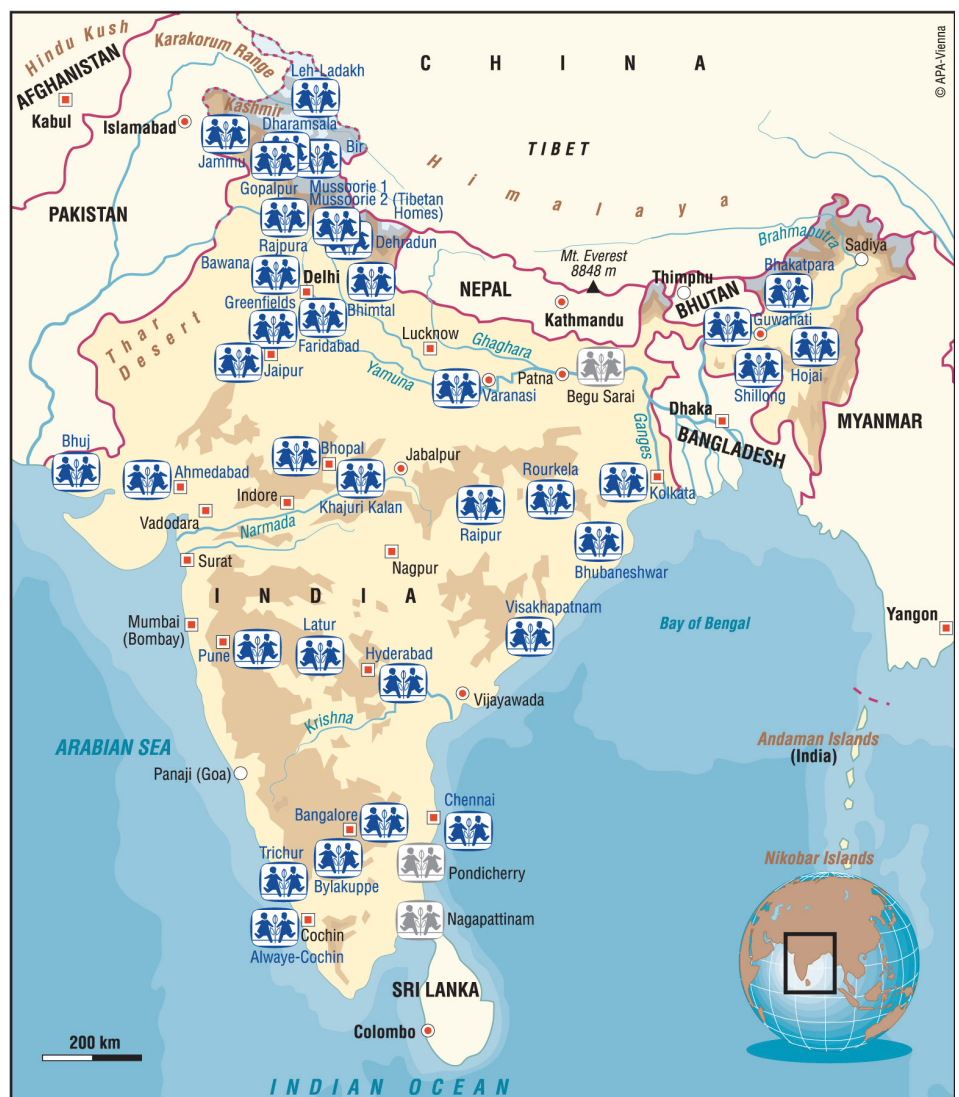 © APA-Vienna
Hindu Kush
Karakorum Range
C H I N A
AFGHANISTAN
Kabul
Leh-Ladakh
Kashmir
Islamabad
Dharamsala
Jammu
Bir
TIBET
Gopalpur
Mussoorie 1
Mussoorie 2 (Tibetan
Homes)
Himalaya
PAKISTAN
Rajpura
Dehradun
Brahmaputra
Sadiya
Bawana
Delhi
Mt. Everest
8848 m
Thimphu
Bhakatpara
NEPAL
BHUTAN
Greenfields
Bhimtal
Kathmandu
Guwahati
Thar
Desert
Faridabad
Lucknow
Ghaghara
Jaipur
Yamuna
Patna
Hojai
Varanasi
Begu Sarai
Shillong
Dhaka
MYANMAR
Ganges
BANGLADESH
Bhuj
Bhopal
Jabalpur
Ahmedabad
Rourkela
Kolkata
Indore
Khajuri Kalan
Vadodara
Narmada
Raipur
Surat
Nagpur
Bhubaneshwar
I N D I A
Mumbai
(Bombay)
Visakhapatnam
Bay of Bengal
Yangon
Latur
Pune
Hyderabad
Vijayawada
Krishna
ARABIAN SEA
Andaman Islands
(India)
Panaji (Goa)
Chennai
Bangalore
Trichur
Bylakuppe
Pondicherry
Nikobar Islands
Nagapattinam
Cochin
Alwaye-Cochin
SRI LANKA
Colombo
200 km
INDIAN OCEAN